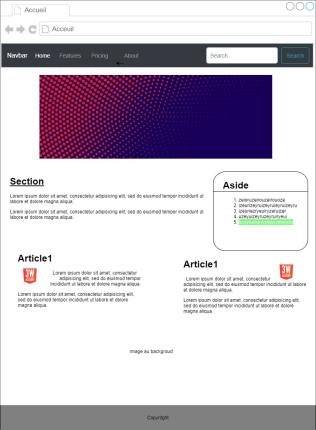 Accueil
Acceuil
Navbar Home Features Pricing About Search Search
Section
Lorem ipsum dolor sit amet, consectetur adipisicing elit, sed do eiusmod tempor incididunt ut
labore et dolore magna aliqua.
Lorem ipsum dolor sit amet, consectetur adipisicing elit, sed do eiusmod tempor incididunt ut
labore et dolore magna aliqua.
Aside
1.
2.
3.
4.
5.
Article1
3W
Lorem ipsum dolor sit amet, consectetur
adipisicing elit, sed do eiusmod tempor
incididunt ut labore et dolore magna aliqua.
Lorem ipsum dolor sit amet, consectetur adipisicing elit,
sed do eiusmod tempor incididunt ut labore et dolore
magna aliqua.
Article1
3W
Lorem ipsum dolor sit amet, consectetur
adipisicing elit, sed do eiusmod tempor incididunt ut labore
et dolore magna aliqua.
Lorem ipsum dolor sit amet, consectetur adipisicing elit,
sed do eiusmod tempor incididunt ut labore et dolore
magna aliqua.
image au backgroud